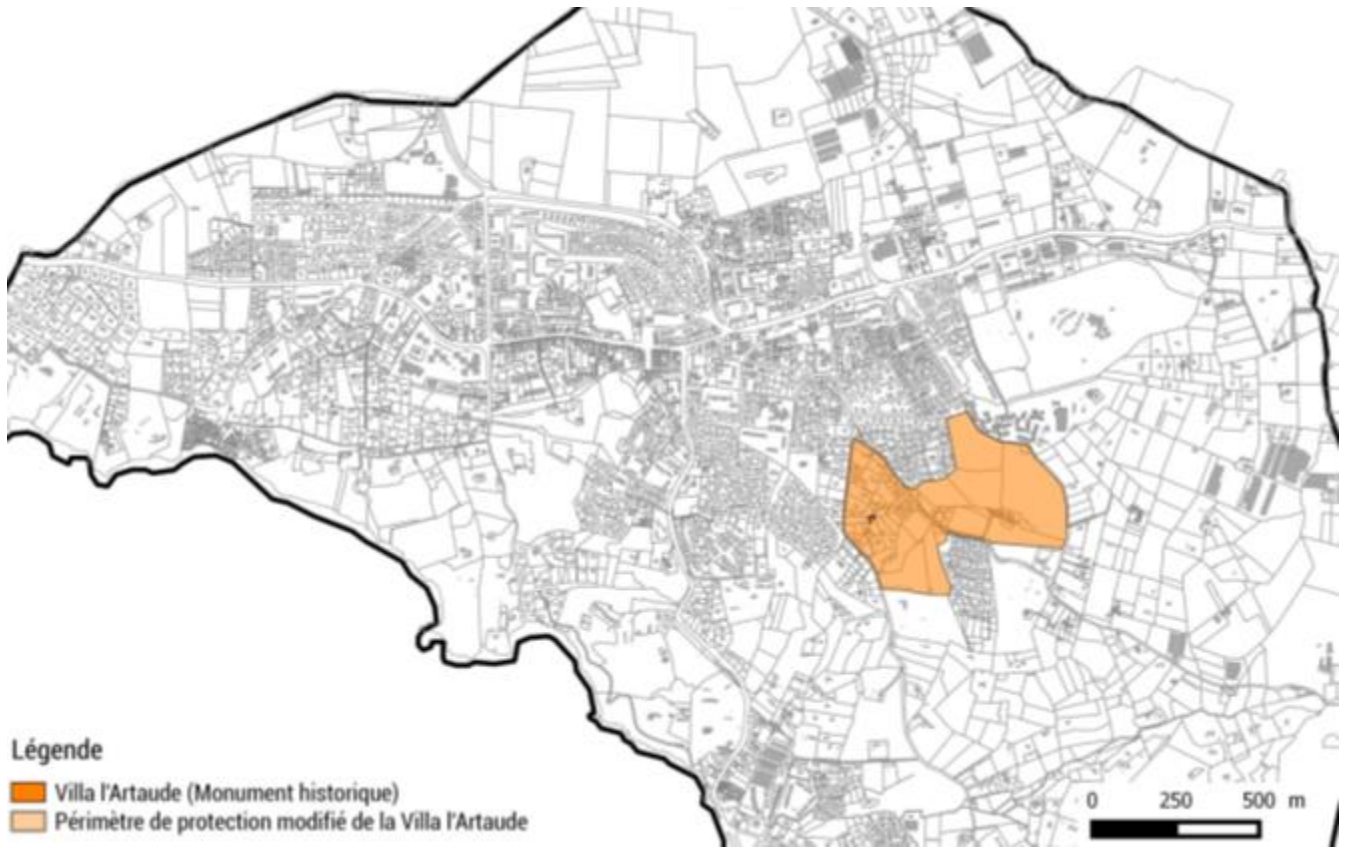 Légende
Villa l'Artaude (Monument historique)
Périmètre de protection modifié de la Villa l'Artaude
0 250 500 m